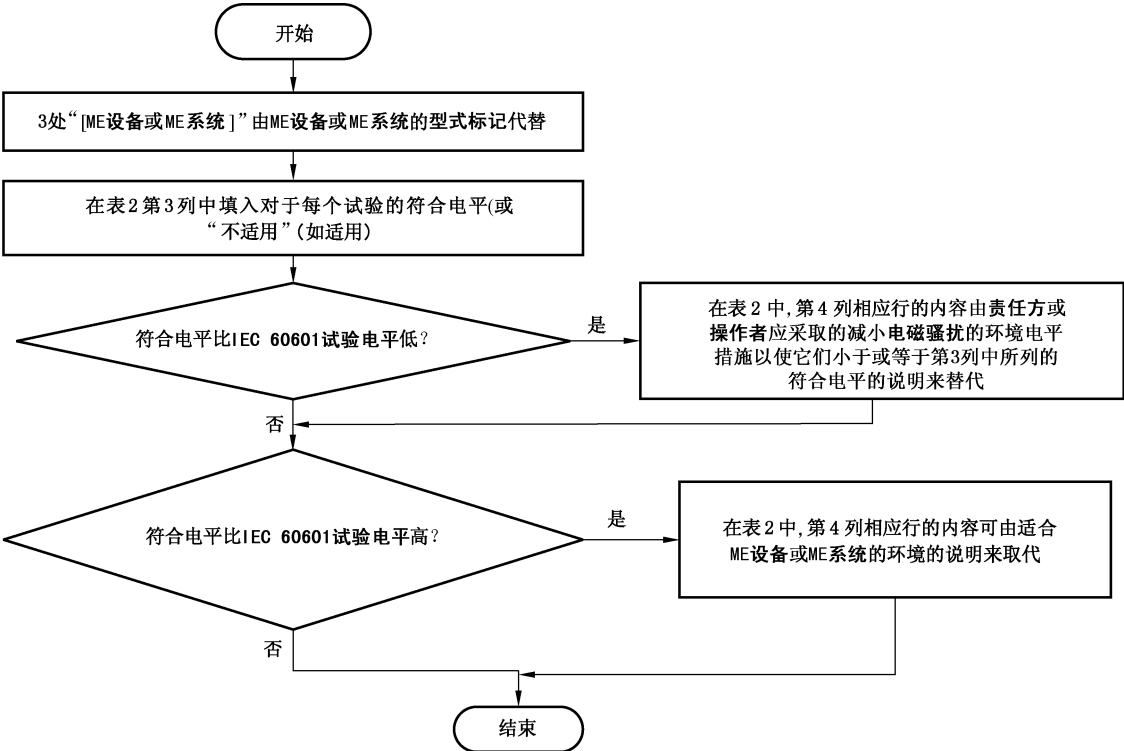 开始
3处“[ME设备或ME系统]”由ME设备或ME系统的型式标记代替
在表2第3列中填入对于每个试验的符合电平(或
“不适用”(如适用)
符合电平比IEC 60601试验电平低?
是
在表2中,第4列相应行的内容由责任方或
操作者应采取的减小电磁骚扰的环境电平
措施以使它们小于或等于第3列中所列的
符合电平的说明来替代
否
符合电平比IEC 60601试验电平高?
是
在表2中,第4列相应行的内容可由适合
ME设备或ME系统的环境的说明来取代
否
结束